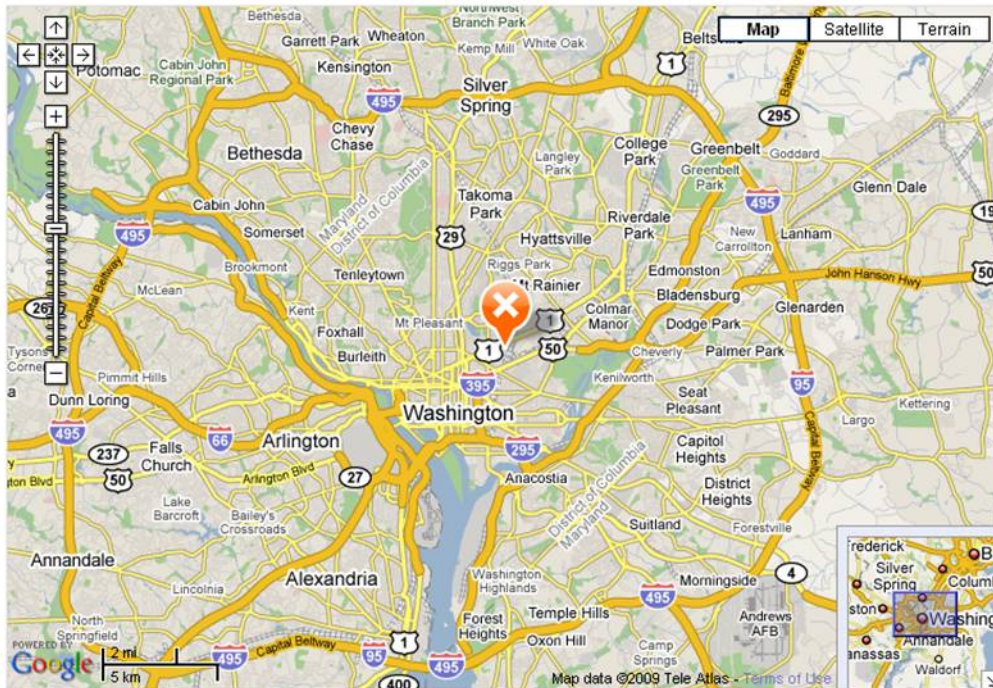 Bethesda
Northwest Branch Park
Garrett Park
Wheaton
Kemp Mill
White Oak
Map
Satellite
Terrain
Potomac
Cabin John Regional Park
Kensington
495
Silver Spring
1
Chevy Chase
295
College Park
Greenbelt
Goddard
Bethesda
Langley Park
Greenbelt Park
Glenn Dale
Takoma Park
Cabin John
495
Maryland
District of Columbia
Riverdale Park
495
Somerset
29
Hyattsville
New Carrollton
Lanham
Brookmont
Tenleytown
Riggs Park
Edmonston
John Hanson Hwy
50
McLean
Mt Rainier
Bladensburg
Capital Beltway
Kent
Foxhall
Mt Pleasant
1
Colmar Manor
Glenarden
Dodge Park
Burleith
1
50
Cheverly
Palmer Park
Pimmit Hills
395
Kenilworth
95
Dunn Loring
Washington
Seat Pleasant
Kettering
Largo
495
66
Arlington
295
Capitol Heights
Capital Beltway
237
Falls Church
50
Arlington Blvd
27
Anacostia
District Heights
Lake Barcroft
Bailey's Crossroads
District of Columbia
Maryland
Suitland
Forestville
Annandale
Alexandria
Washington Highlands
Morningside
4
Lincolnia
495
Andrews AFB
North Springfield
Forest Heights
Temple Hills
Oxon Hill
Camp Springs
1
Capital Beltway
495
95
495
400
POWERED BY
Google
2 mi
5 km
Map data ©2009 Tele Atlas - Terms of Use
Silver Spring
Annandale
Waldorf